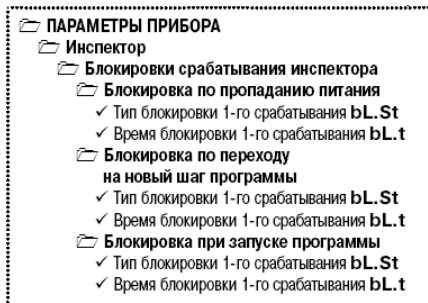 ПАРАМЕТРЫ ПРИБОРА
Инспектор
Блокировки срабатывания инспектора
Блокировка по пропаданию питания
✓ Тип блокировки 1-го срабатывания bL.St
✓ Время блокировки 1-го срабатывания bL.t
Блокировка по переходу
на новый шаг программы
✓ Тип блокировки 1-го срабатывания bL.St
✓ Время блокировки 1-го срабатывания bL.t
Блокировка при запуске программы
✓ Тип блокировки 1-го срабатывания bL.St
✓ Время блокировки 1-го срабатывания bL.t